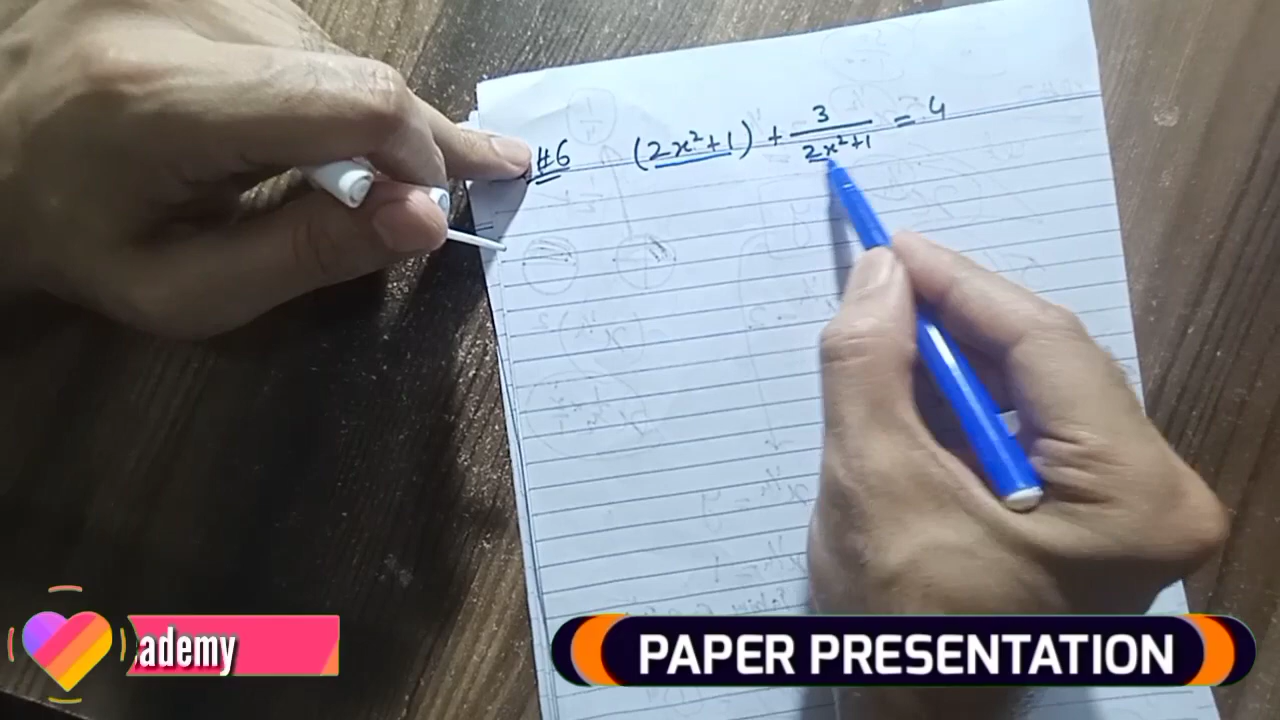 #6 (2x²+1) + 3/(2x²+1) = 4
ademy
PAPER PRESENTATION